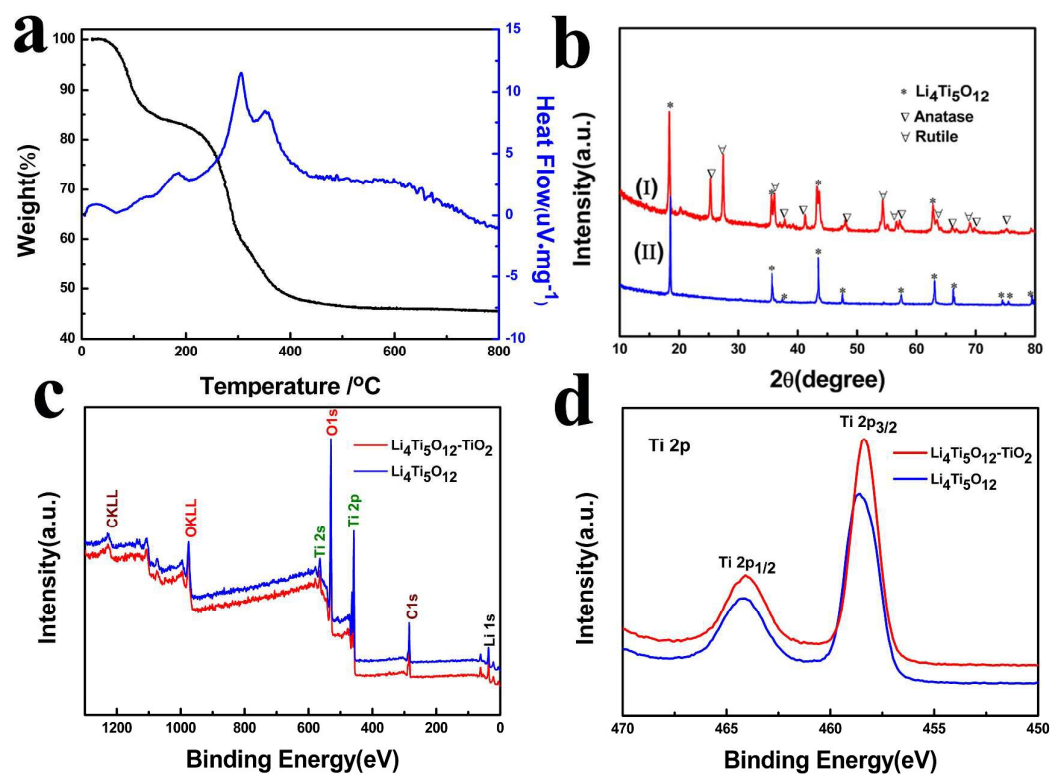 a
100
90
80
70
60
50
40
Weight(%)
0 200 400 600 800
Temperature /ºC
15
10
5
0
-5
-10
Heat Flow(uV·mg⁻¹)
b
* Li₄Ti₅O₁₂
Anatase
Rutile
(I)
(II)
Intensity(a.u.)
10 20 30 40 50 60 70 80
2θ(degree)
c
Li₄Ti₅O₁₂-TiO₂
Li₄Ti₅O₁₂
CKLL
OKLL
Ti 2s
O1s
Ti 2p
C1s
Li 1s
Intensity(a.u.)
1200 1000 800 600 400 200 0
Binding Energy(eV)
d
Ti 2p
Ti 2p₃/₂
Li₄Ti₅O₁₂-TiO₂
Li₄Ti₅O₁₂
Ti 2p₁/₂
Intensity(a.u.)
470 465 460 455 450
Binding Energy(eV)